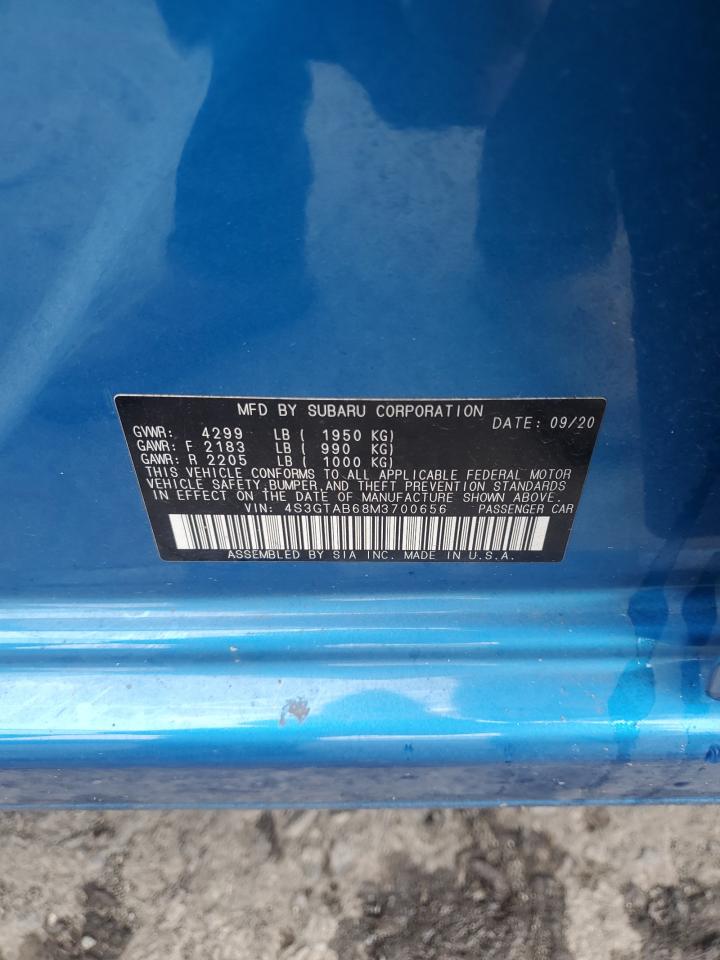 MFD BY SUBARU CORPORATION
DATE: 09/20
GVWR: 4299 LB ( 1950 KG)
GAWR: F 2183 LB ( 990 KG)
GAWR: R 2205 LB ( 1000 KG)
THIS VEHICLE CONFORMS TO ALL APPLICABLE FEDERAL MOTOR
VEHICLE SAFETY, BUMPER, AND THEFT PREVENTION STANDARDS
IN EFFECT ON THE DATE OF MANUFACTURE SHOWN ABOVE.
VIN: 4S3GTAB68M3700656 PASSENGER CAR
ASSEMBLED BY SIA INC. MADE IN U.S.A.